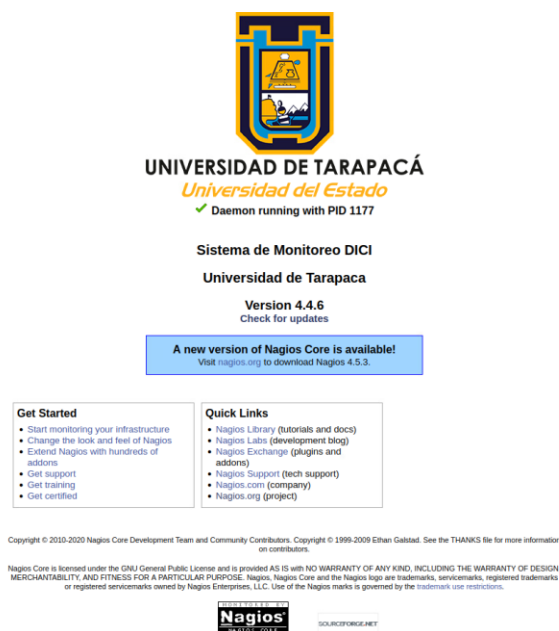 UNIVERSIDAD DE TARAPACÁ
Universidad del Estado
Daemon running with PID 1177
Sistema de Monitoreo DICI
Universidad de Tarapaca
Version 4.4.6
Check for updates
A new version of Nagios Core is available!
Visit nagios.org to download Nagios 4.5.3.
Get Started
• Start monitoring your infrastructure
• Change the look and feel of Nagios
• Extend Nagios with hundreds of
addons
• Get support
• Get training
• Get certified
Quick Links
• Nagios Library (tutorials and docs)
• Nagios Labs (development blog)
• Nagios Exchange (plugins and
addons)
• Nagios Support (tech support)
• Nagios.com (company)
• Nagios.org (project)
Copyright © 2010-2020 Nagios Core Development Team and Community Contributors. Copyright © 1999-2009 Ethan Galstad. See the THANKS file for more information
on contributors.
Nagios Core is licensed under the GNU General Public License and is provided AS IS with NO WARRANTY OF ANY KIND, INCLUDING THE WARRANTY OF DESIGN
MERCHANTABILITY, AND FITNESS FOR A PARTICULAR PURPOSE. Nagios, Nagios Core and the Nagios logo are trademarks, servicemarks, registered trademarks
or registered servicemarks owned by Nagios Enterprises, LLC. Use of the Nagios marks is governed by the trademark use restrictions.
MONITORED BY
Nagios®
NAGIOS CORE
SOURCEFORGE.NET